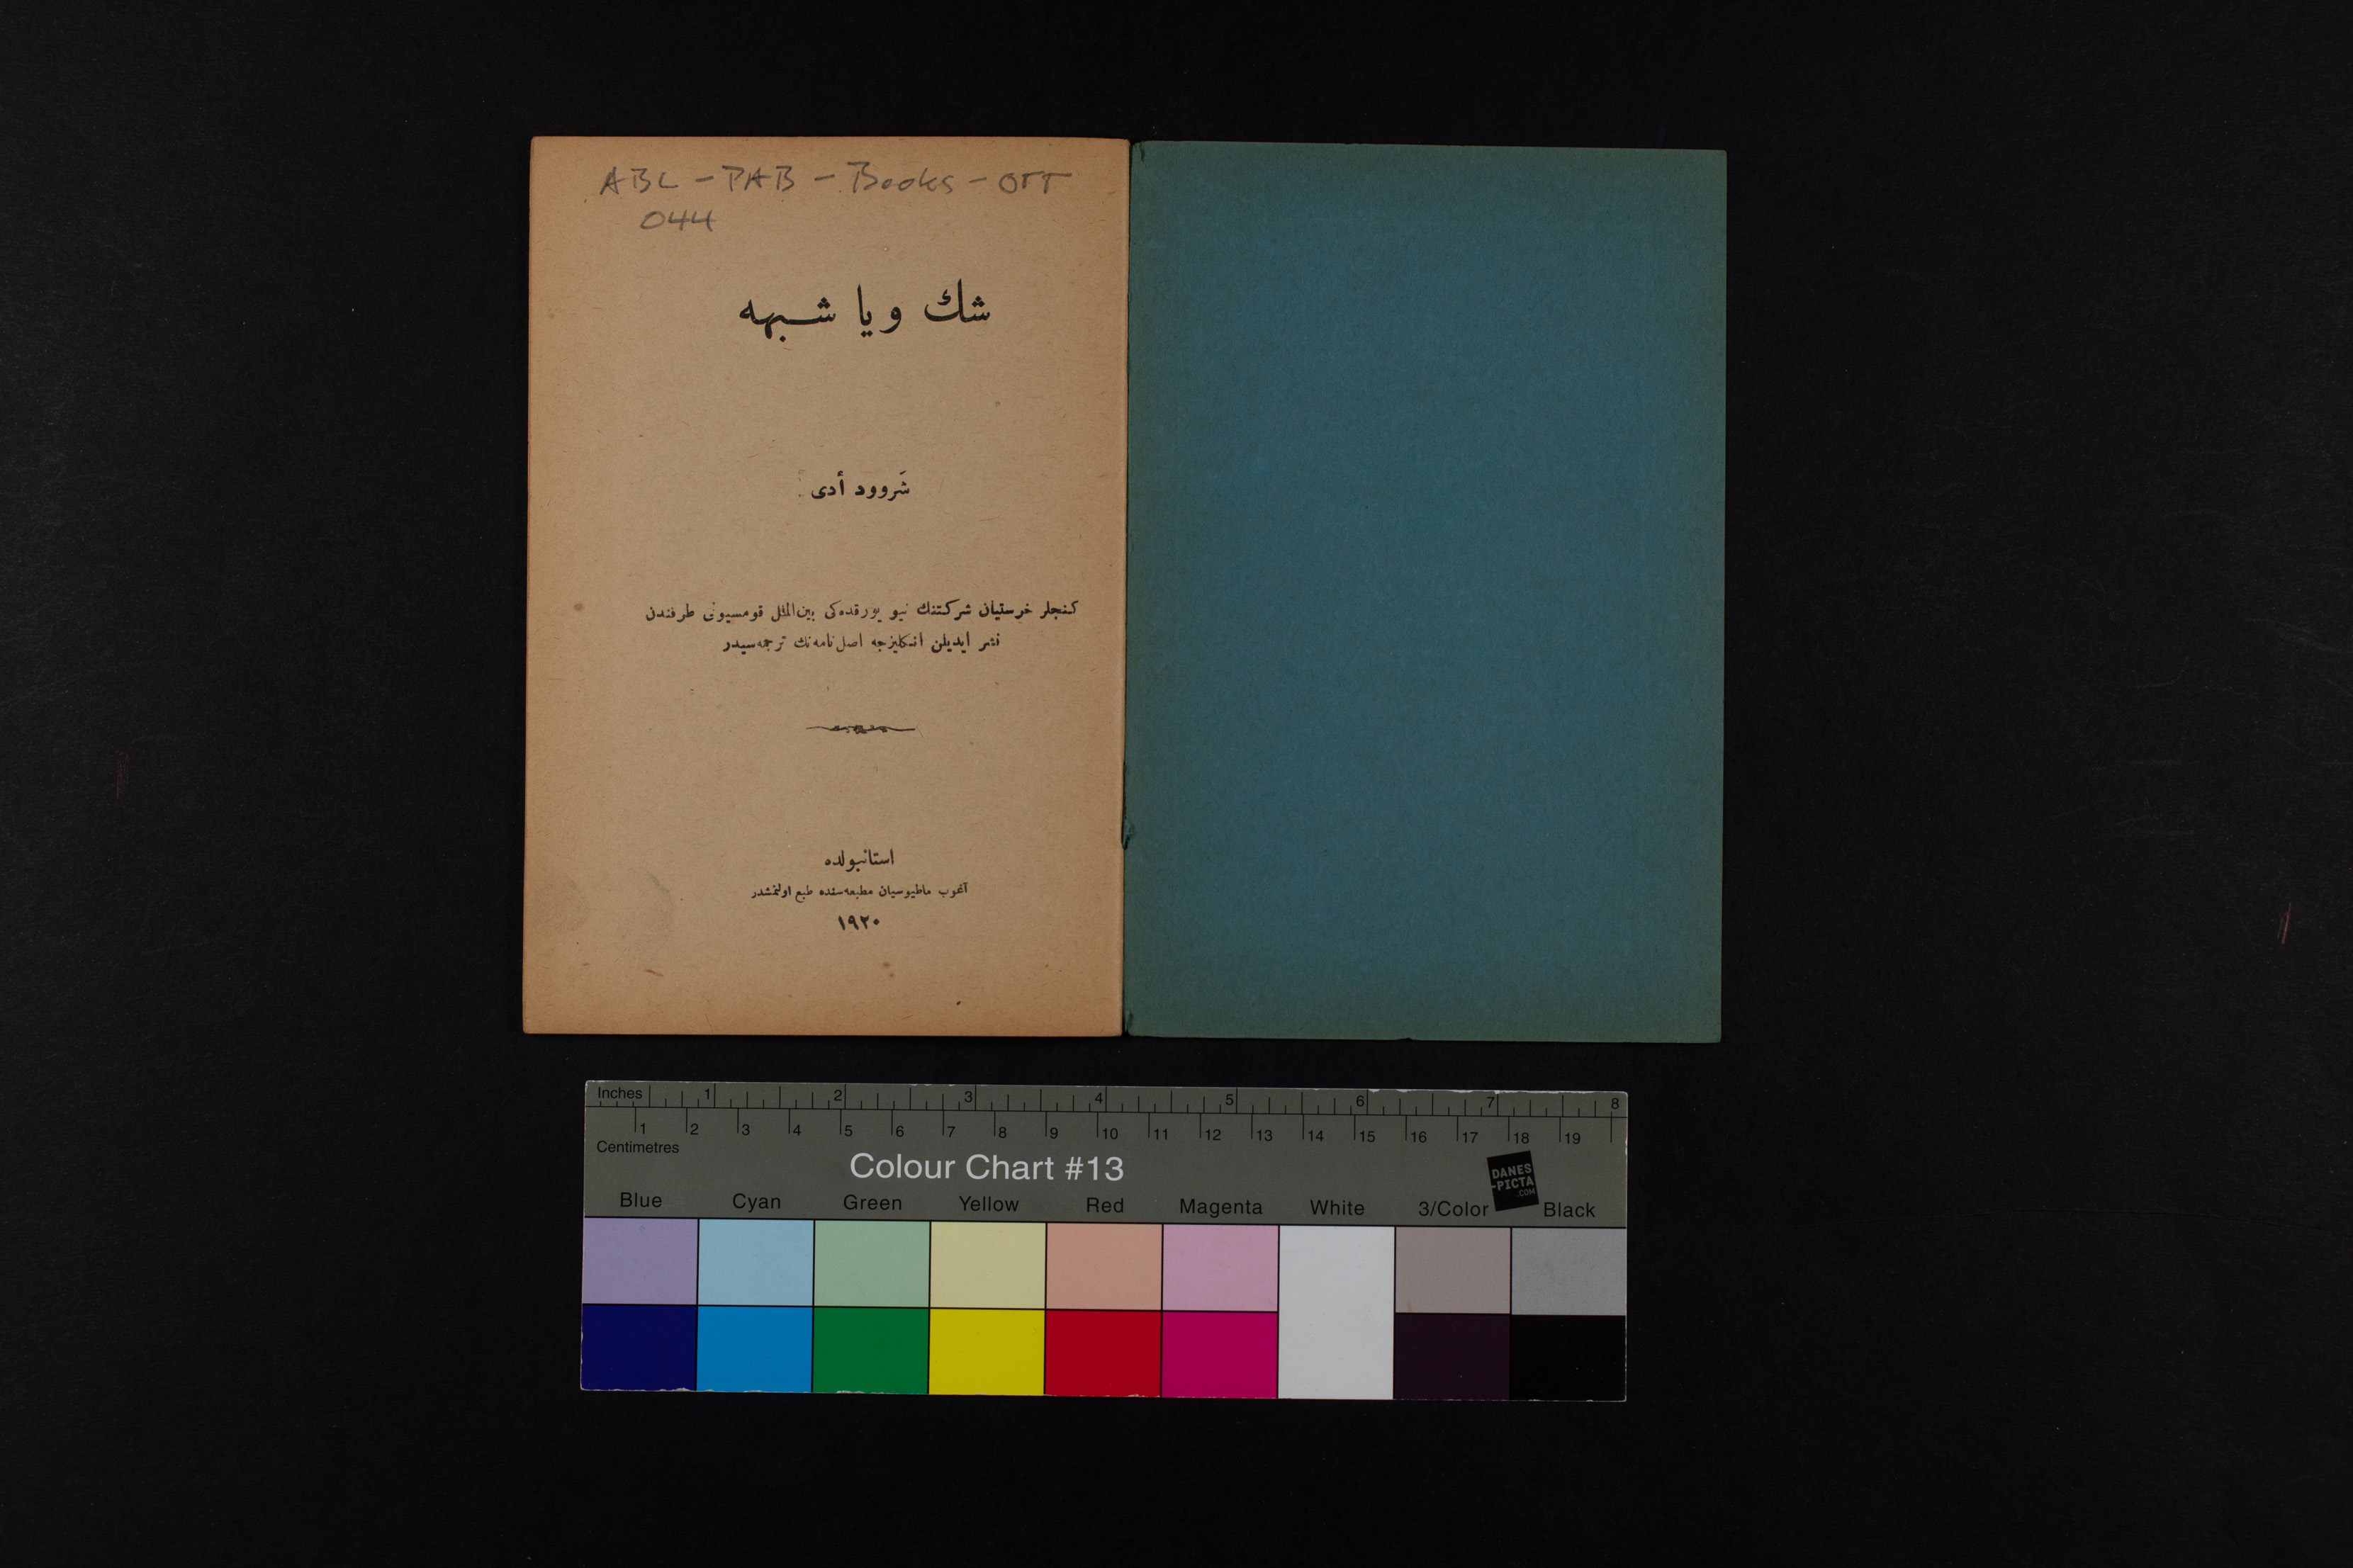 ABL - PAB - Books - OTT
044
شك ويا شبهه
شَروود أدى
كنجلر خرستيان شركتنك نيو يورقده‌كى بين‌الملل قومسيونى طرفندن
نشر ايديلن انكليزجه اصل‌نامه‌نك ترجمه‌سيدر
استانبولده
آغوب ماطيوسيان مطبعه‌سنده طبع اولنمشدر
١٩٢٠
Inches 1 2 3 4 5 6 7 8
1 2 3 4 5 6 7 8 9 10 11 12 13 14 15 16 17 18 19
Centimetres
Colour Chart #13
DANES
-PICTA
.COM
Blue Cyan Green Yellow Red Magenta White 3/Color Black